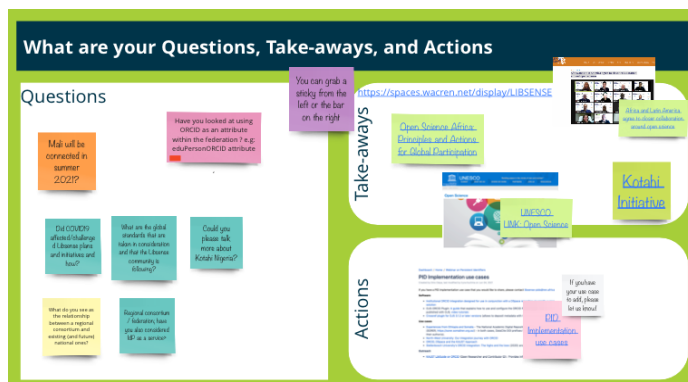 What are your Questions, Take-aways, and Actions
Questions
You can grab a
sticky from the
left or the bar
on the right
Mali will be
connected in
summer
2021?
Have you looked at using
ORCID as an attribute
within the federation ? e.g:
eduPersonORCID attribute
Did COVID19
affected/challenge
d Libsense plans
and initiatives and
how?
What are the global
standards that are
taken in consideration
and that the Libsense
community is
following?
Could you
please talk
more about
Kotahi Nigeria?
What do you see as
the relationship
between a regional
consortium and
existing (and future)
national ones?
Regional consortium
/ federation, have
you also considered
IdP as a service?
Take-aways
https://spaces.wacren.net/display/LIBSENSE
Open Science Africa:
Principles and Actions
for Global Participation
Africa and Latin America
agree to closer collaboration
around open science
UNESCO
UNESCO
LINK: Open Science
Kotahi
Initiative
Actions
PID implementation use cases
If you have
your use case
to add, please
let us know!
PID
Implementation
use cases